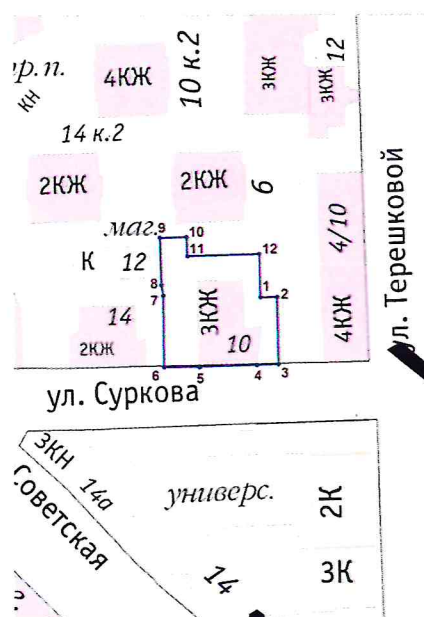 4КЖ
10 к.2
3КЖ
3КЖ
12
кн
14 к.2
2КЖ
2КЖ
6
маг.
9
10
11
12
К
12
8
7
1
2
4/10
ул. Терешковой
14
3КЖ
10
4КЖ
2КЖ
6
5
4
3
ул. Суркова
3КН
14а
Советская
универс.
2К
14
3К